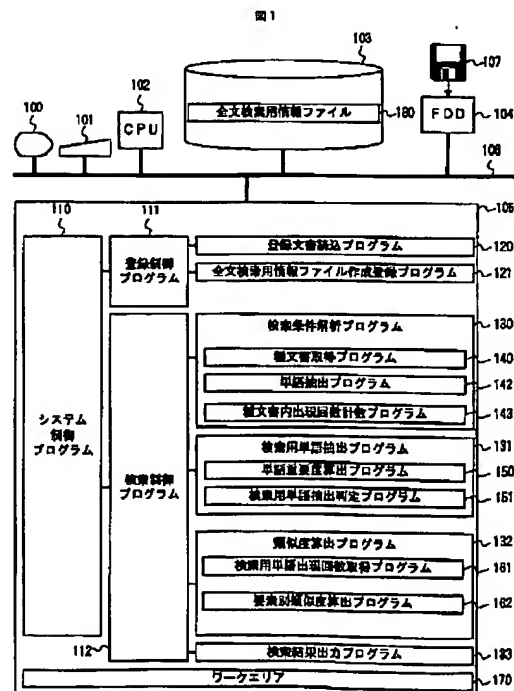 図1
103
107
102
100
101
CPU
全文検索用情報ファイル
180
FDD
104
108
110
111
105
登録制御
プログラム
登録文書読込プログラム
120
全文検索用情報ファイル作成登録プログラム
121
システム
制御
プログラム
検索制御
プログラム
検索条件解析プログラム
130
種文書取得プログラム
140
単語抽出プログラム
142
種文書内出現回数計数プログラム
143
検索用単語抽出プログラム
131
単語重要度算出プログラム
150
検索用単語抽出判定プログラム
151
類似度算出プログラム
132
検索用単語出現回数取得プログラム
161
要素別類似度算出プログラム
162
112
検索結果出力プログラム
133
ワークエリア
170